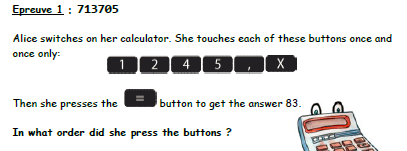 Epreuve 1 : 713705
Alice switches on her calculator. She touches each of these buttons once and
once only:
1 2 4 5 , X
Then she presses the = button to get the answer 83.
In what order did she press the buttons ?